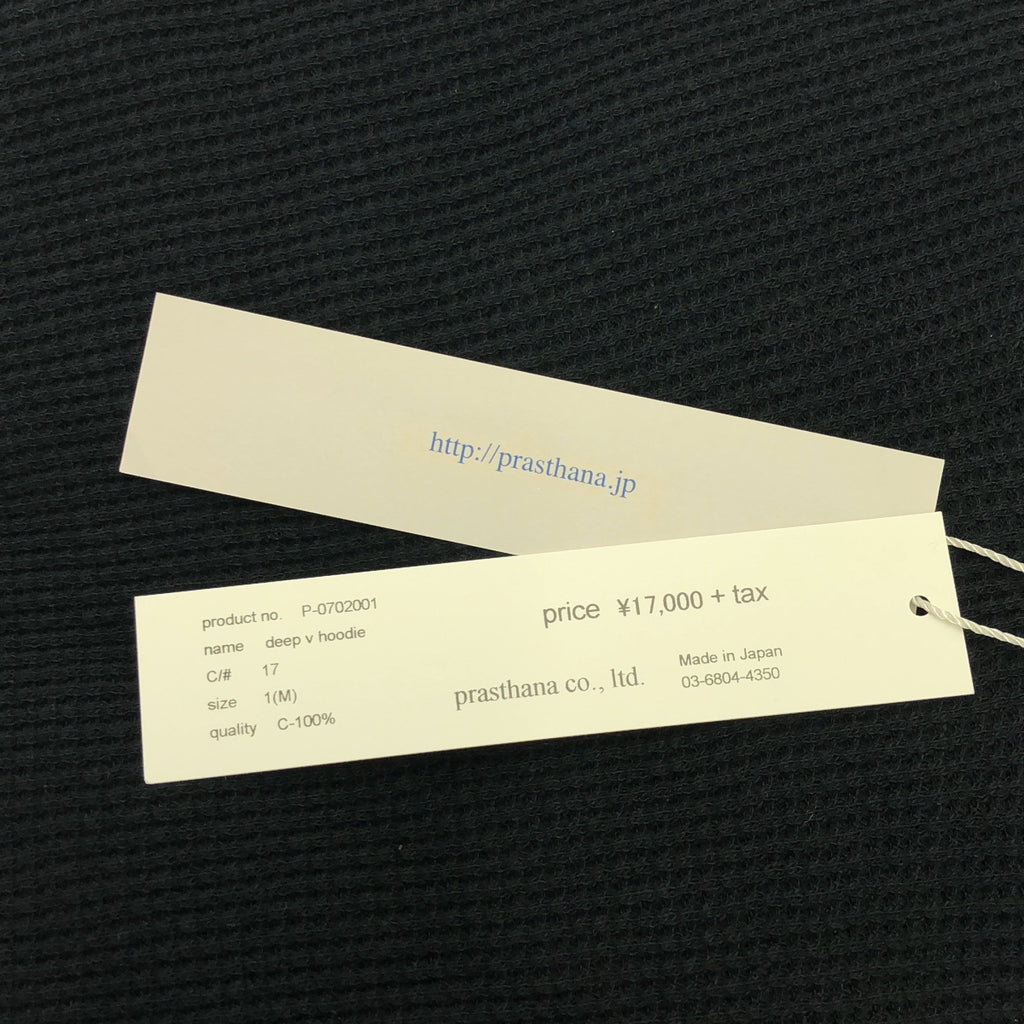 http://prasthana.jp
product no. P-0702001
name deep v hoodie
C/# 17
size 1(M)
quality C-100%
price ¥17,000 + tax
prasthana co., ltd.
Made in Japan
03-6804-4350